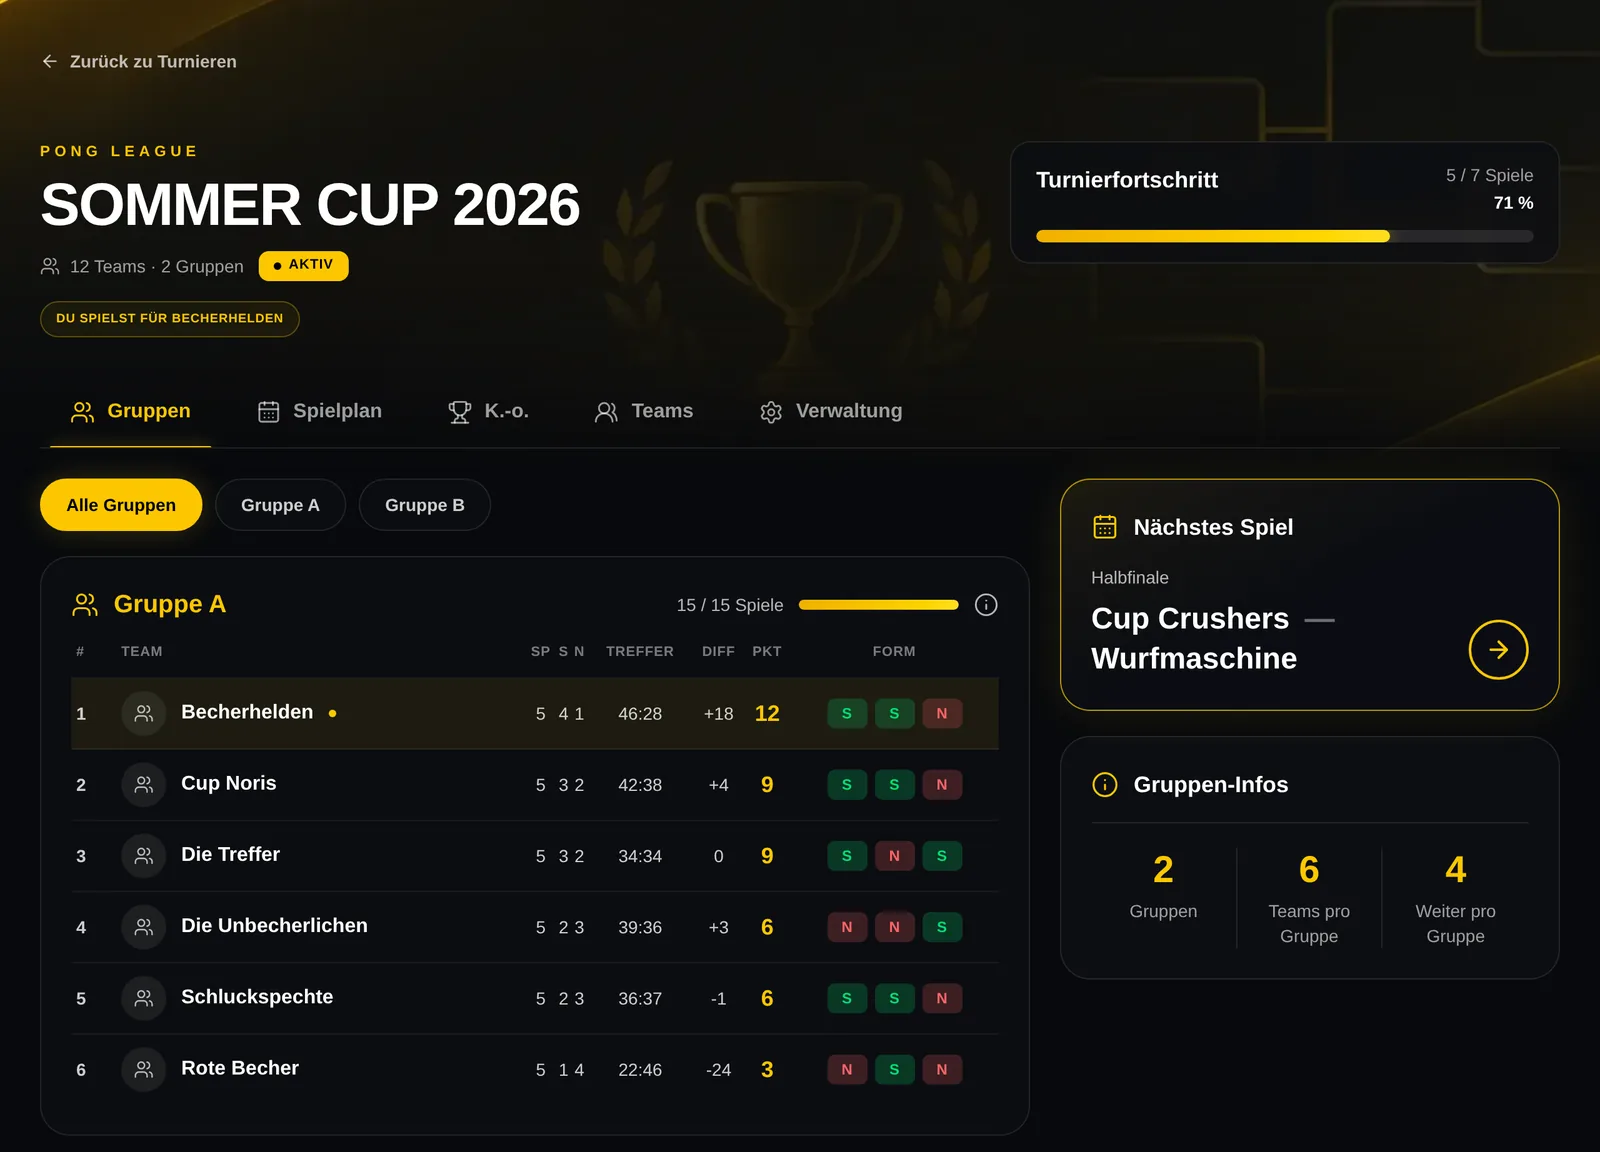 Zurück zu Turnieren
PONG LEAGUE
SOMMER CUP 2026
12 Teams · 2 Gruppen
AKTIV
DU SPIELST FÜR BECHERHELDEN
Turnierfortschritt
5 / 7 Spiele
71 %
Gruppen
Spielplan
K.-o.
Teams
Verwaltung
Alle Gruppen
Gruppe A
Gruppe B
Gruppe A
15 / 15 Spiele
# TEAM SP S N TREFFER DIFF PKT FORM
1 Becherhelden 5 4 1 46:28 +18 12 S S N
2 Cup Noris 5 3 2 42:38 +4 9 S S N
3 Die Treffer 5 3 2 34:34 0 9 S N S
4 Die Unbecherlichen 5 2 3 39:36 +3 6 N N S
5 Schluckspechte 5 2 3 36:37 -1 6 S S N
6 Rote Becher 5 1 4 22:46 -24 3 N S N
Nächstes Spiel
Halbfinale
Cup Crushers —
Wurfmaschine
Gruppen-Infos
2
Gruppen
6
Teams pro
Gruppe
4
Weiter pro
Gruppe